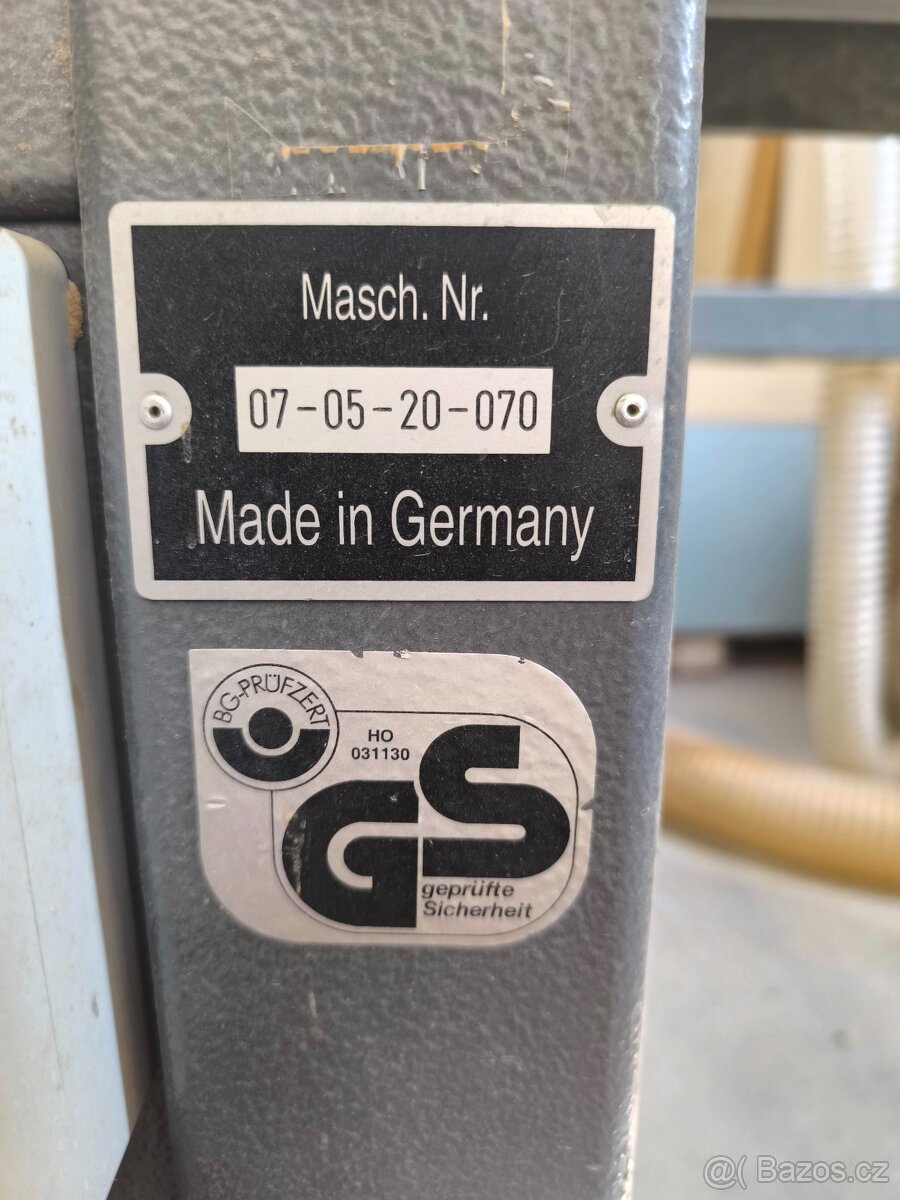 Masch. Nr.
07-05-20-070
Made in Germany
BG-PRÜFZERT
HO
031130
GS
geprüfte
Sicherheit
@( Bazos.cz